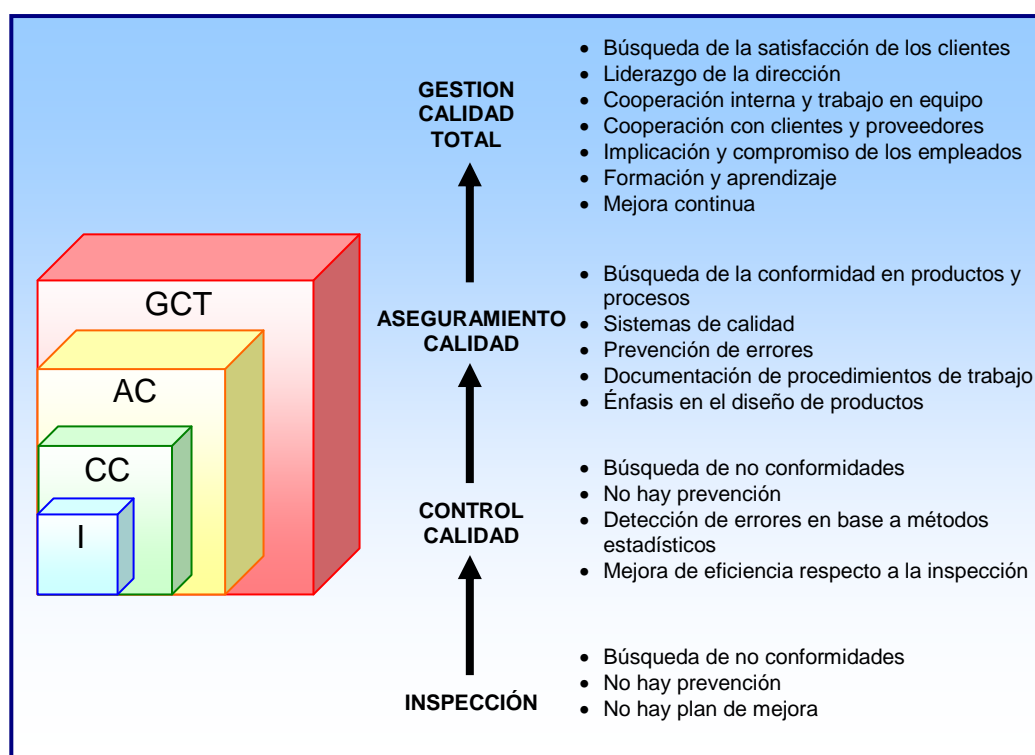 GCT
AC
CC
I
GESTION
CALIDAD
TOTAL
• Búsqueda de la satisfacción de los clientes
• Liderazgo de la dirección
• Cooperación interna y trabajo en equipo
• Cooperación con clientes y proveedores
• Implicación y compromiso de los empleados
• Formación y aprendizaje
• Mejora continua
ASEGURAMIENTO
CALIDAD
• Búsqueda de la conformidad en productos y
procesos
• Sistemas de calidad
• Prevención de errores
• Documentación de procedimientos de trabajo
• Énfasis en el diseño de productos
CONTROL
CALIDAD
• Búsqueda de no conformidades
• No hay prevención
• Detección de errores en base a métodos
estadísticos
• Mejora de eficiencia respecto a la inspección
INSPECCIÓN
• Búsqueda de no conformidades
• No hay prevención
• No hay plan de mejora